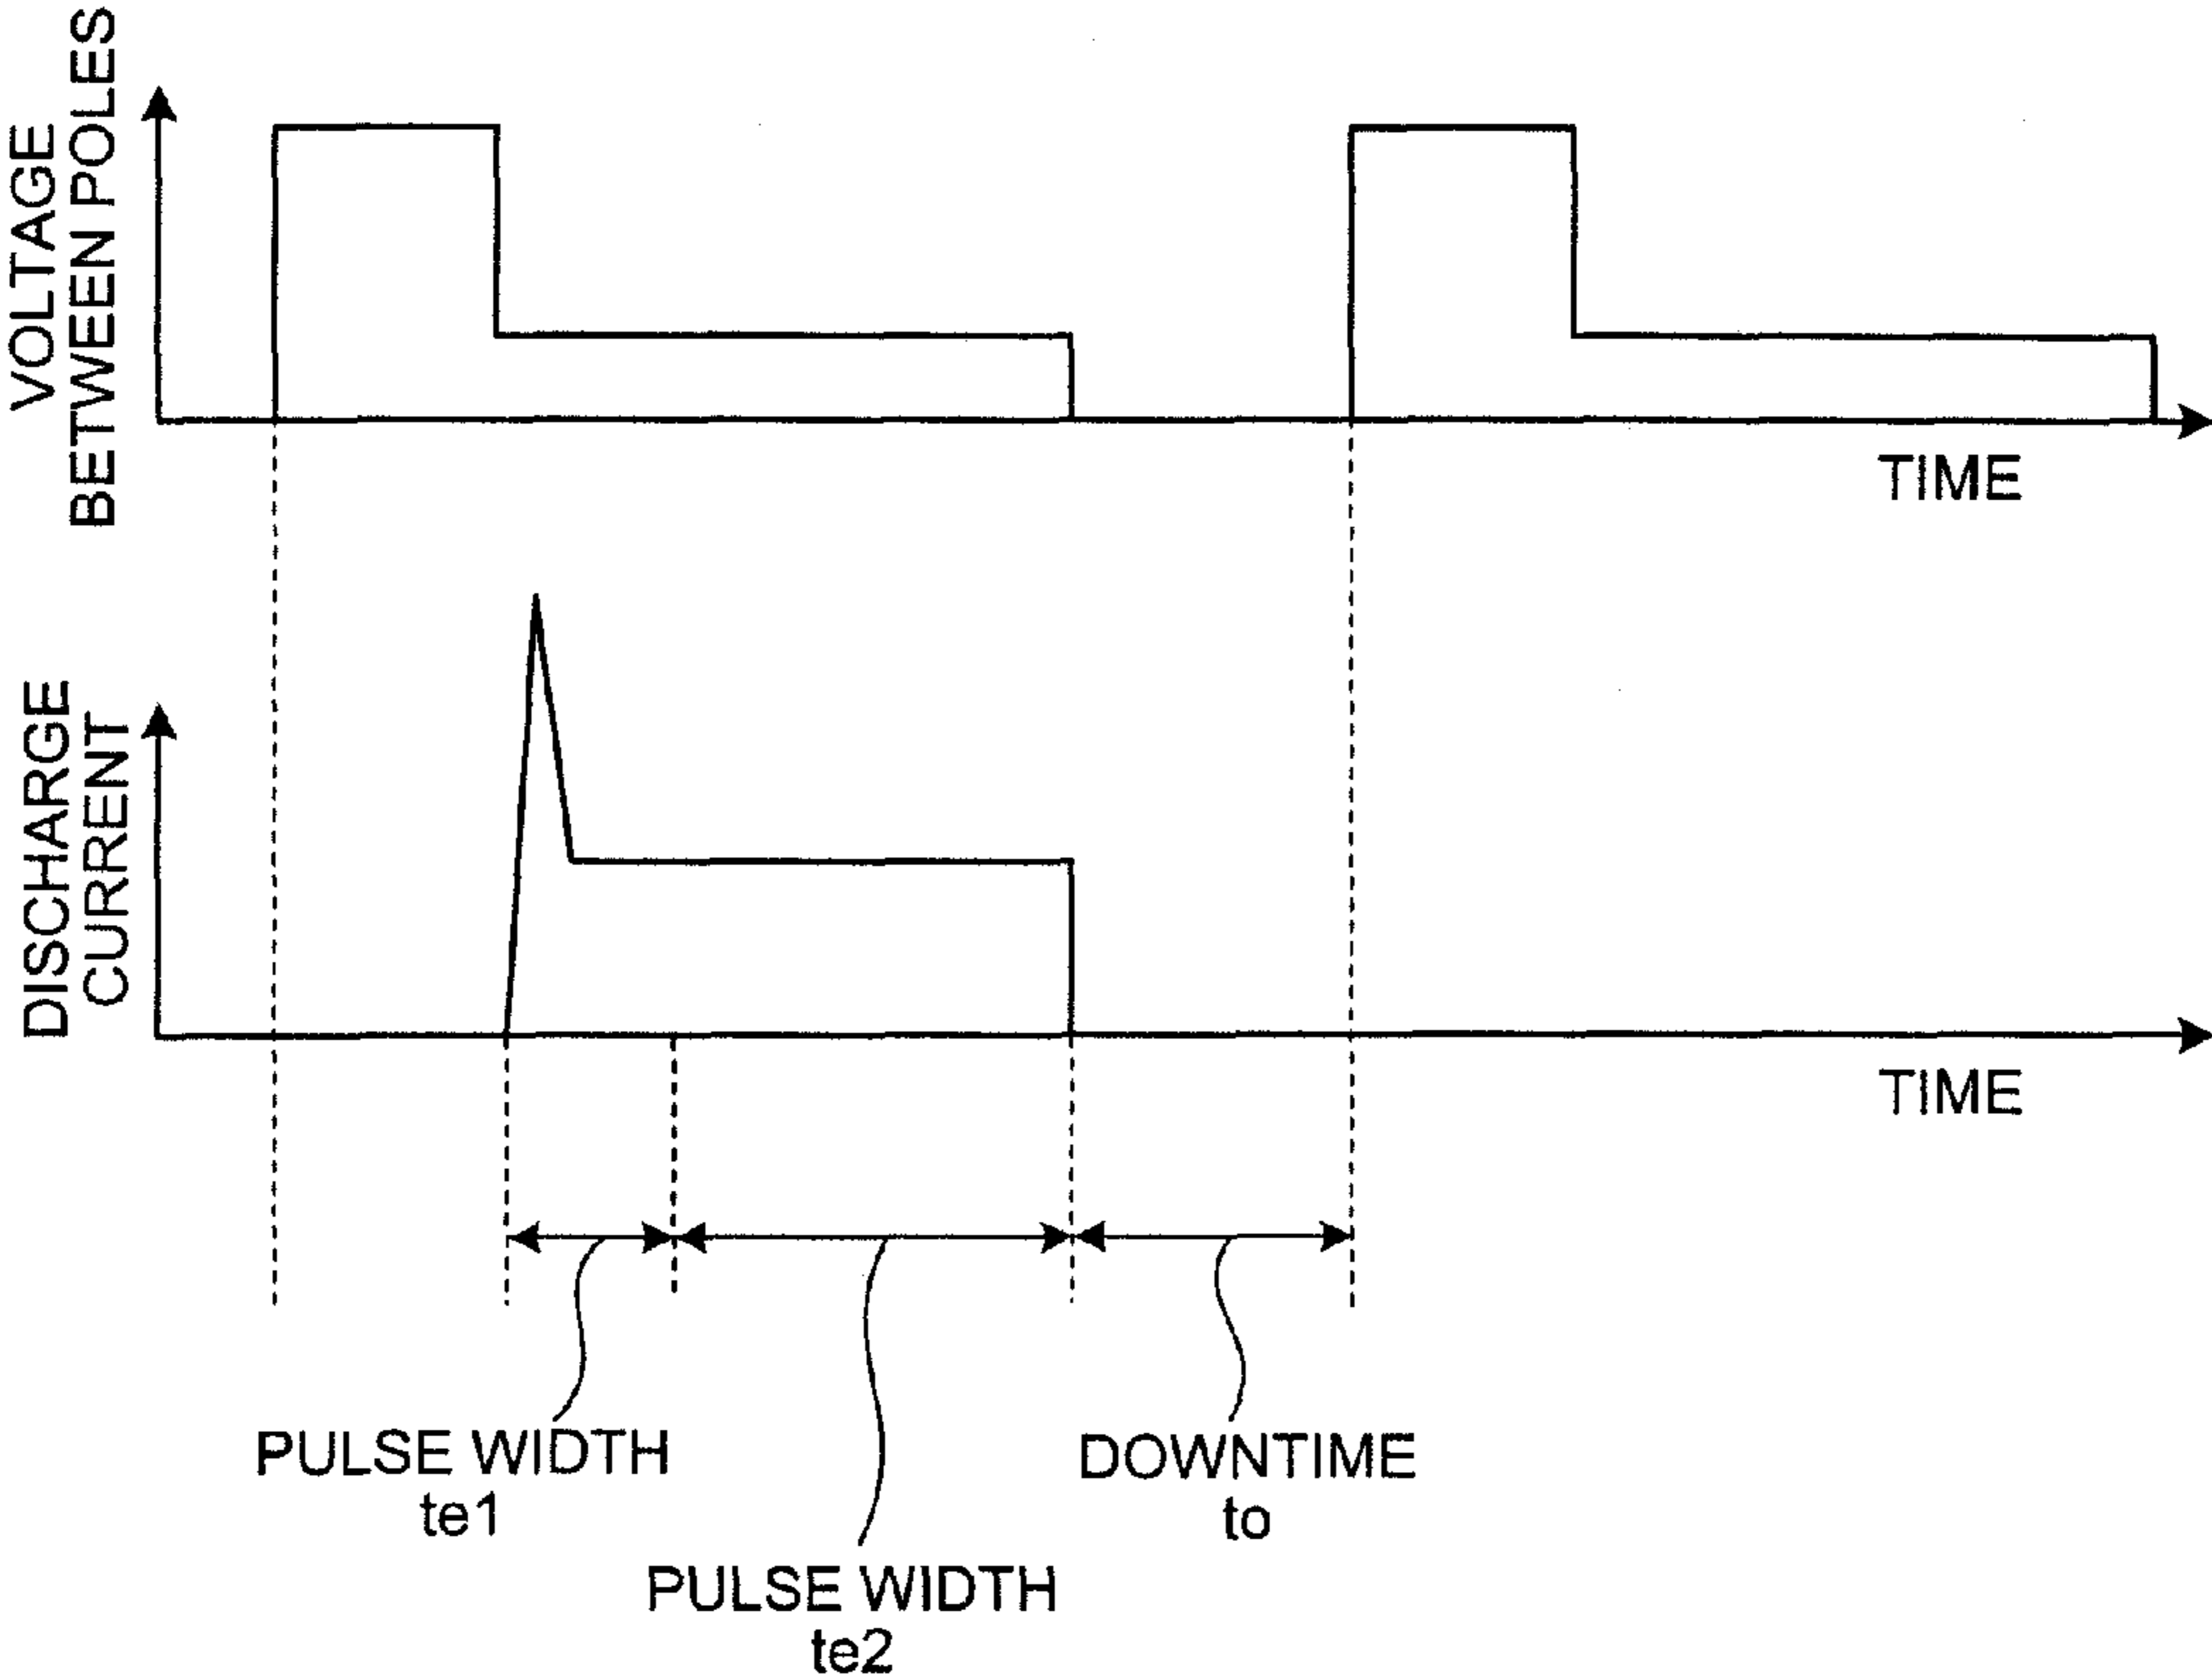 VOLTAGE
BETWEEN POLES
TIME
DISCHARGE
CURRENT
TIME
PULSE WIDTH
te1
DOWNTIME
to
PULSE WIDTH
te2